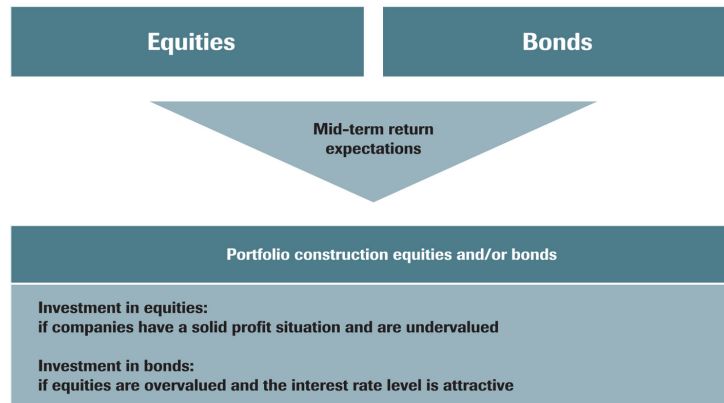 Equities
Bonds
Mid-term return
expectations
Portfolio construction equities and/or bonds
Investment in equities:
if companies have a solid profit situation and are undervalued
Investment in bonds:
if equities are overvalued and the interest rate level is attractive